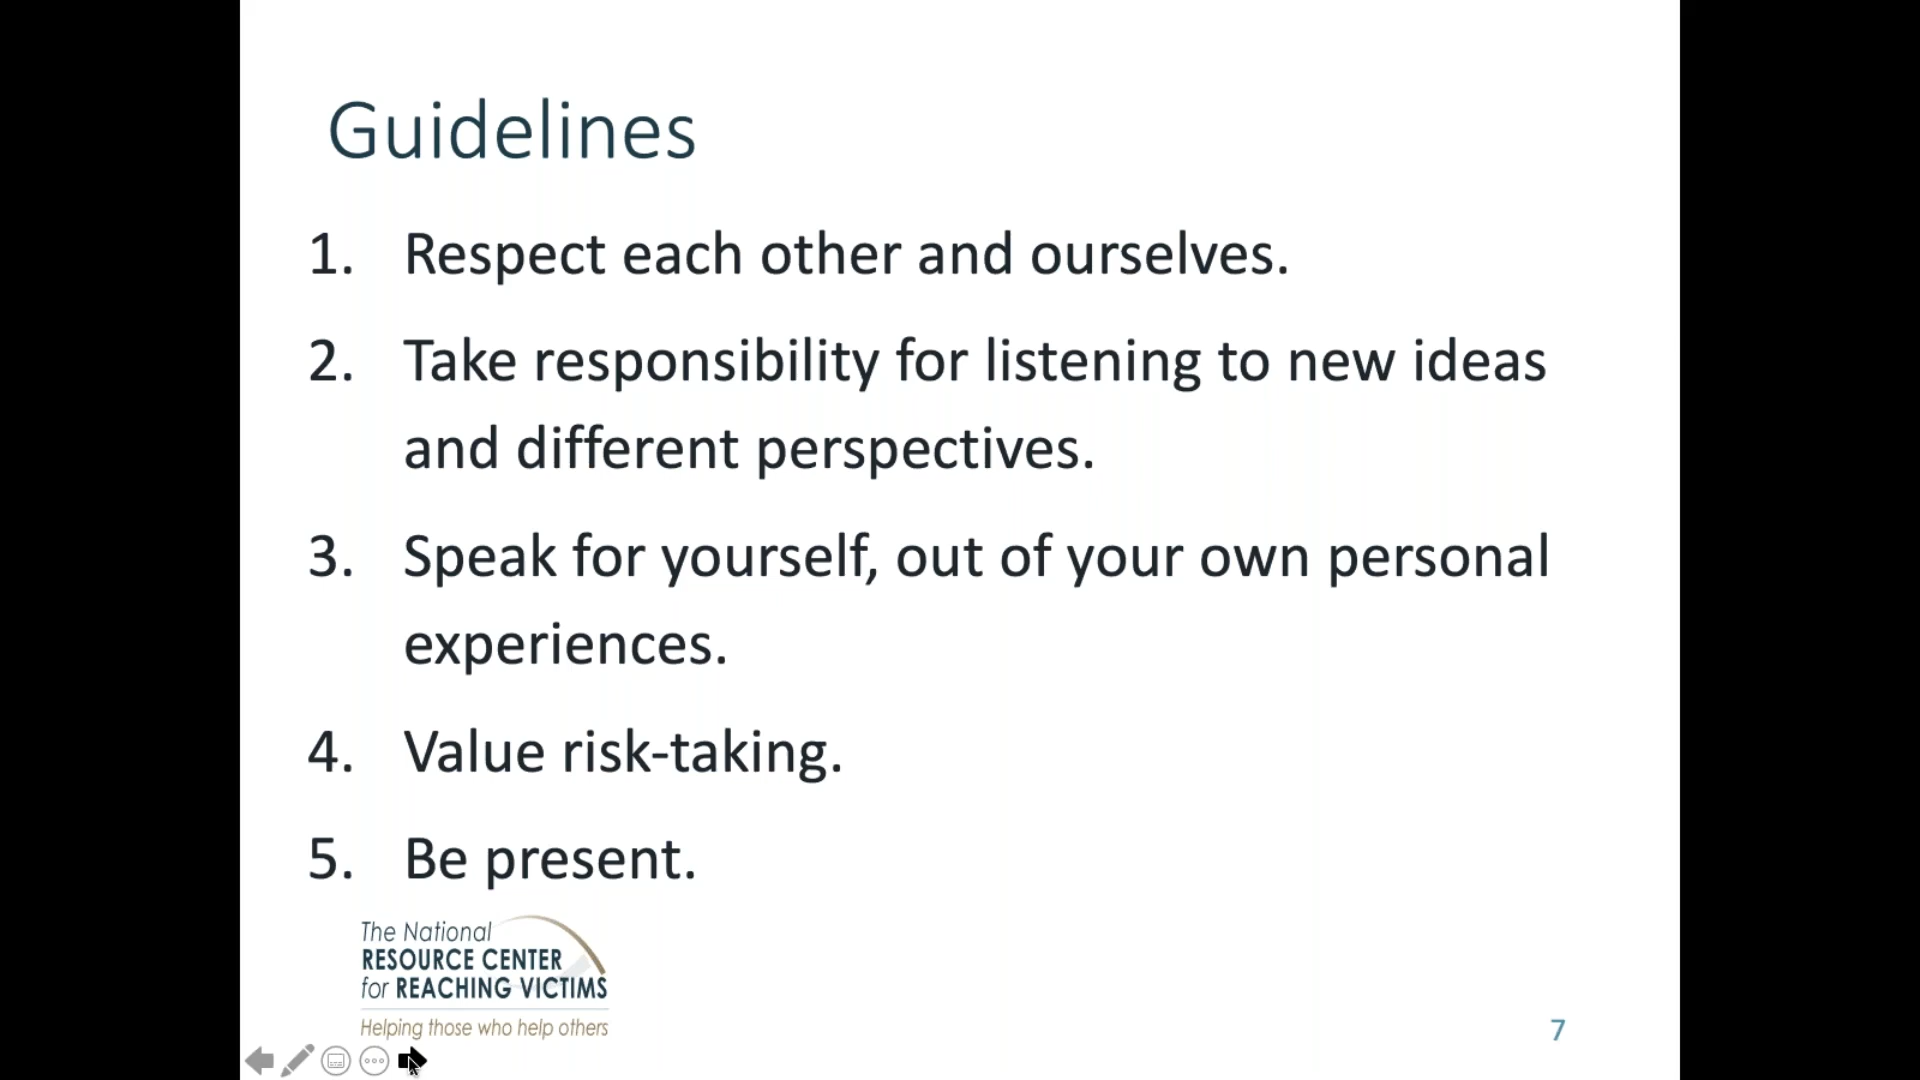 Guidelines
1. Respect each other and ourselves.
2. Take responsibility for listening to new ideas
and different perspectives.
3. Speak for yourself, out of your own personal
experiences.
4. Value risk-taking.
5. Be present.
The National
RESOURCE CENTER
for REACHING VICTIMS
Helping those who help others
7